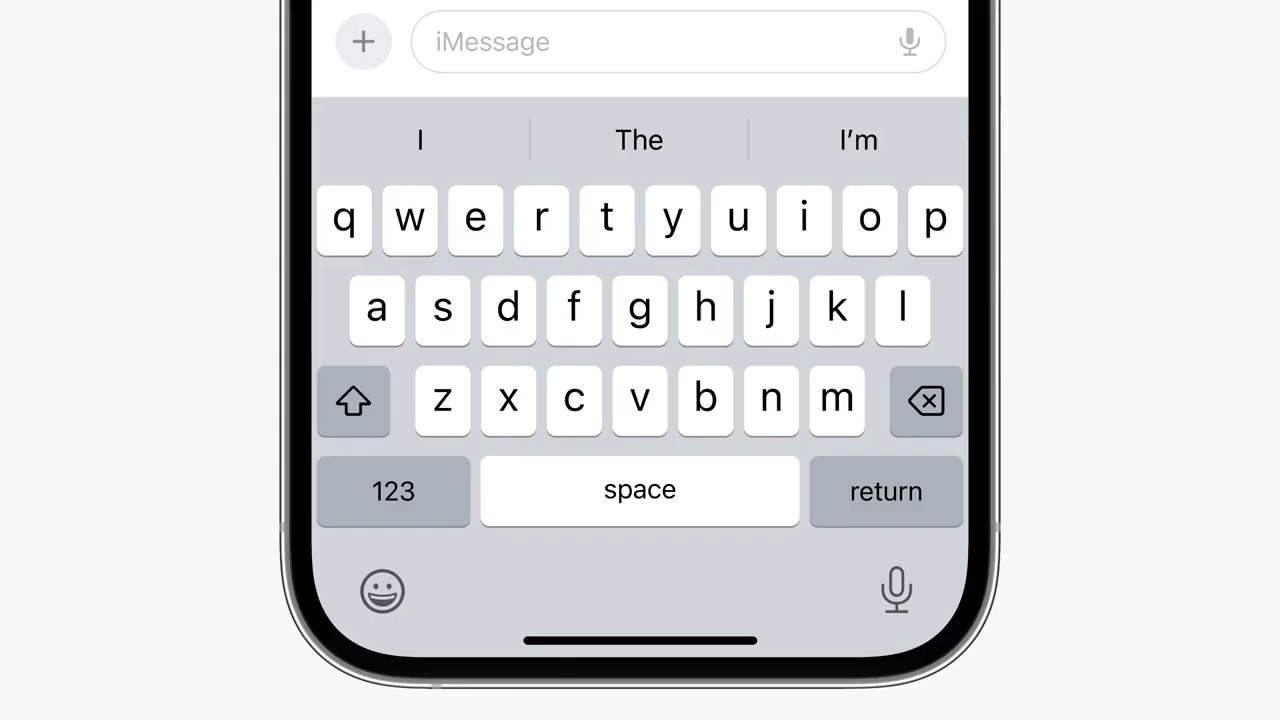 iMessage
I The I’m
q w e r t y u i o p
a s d f g h j k l
z x c v b n m
123 space return